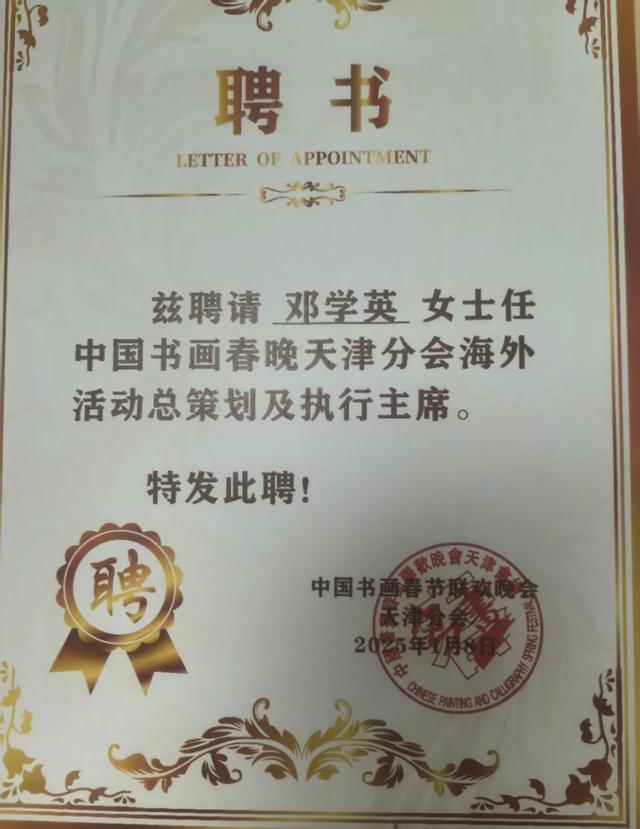 聘 书
LETTER OF APPOINTMENT
兹聘请 邓学英 女士任
中国书画春晚天津分会海外
活动总策划及执行主席。
特发此聘!
聘
中国书画春节联欢晚会
天津分会
2025年1月8日
CHINESE PAINTING AND CALLIGRAPHY SPRING FESTIVAL